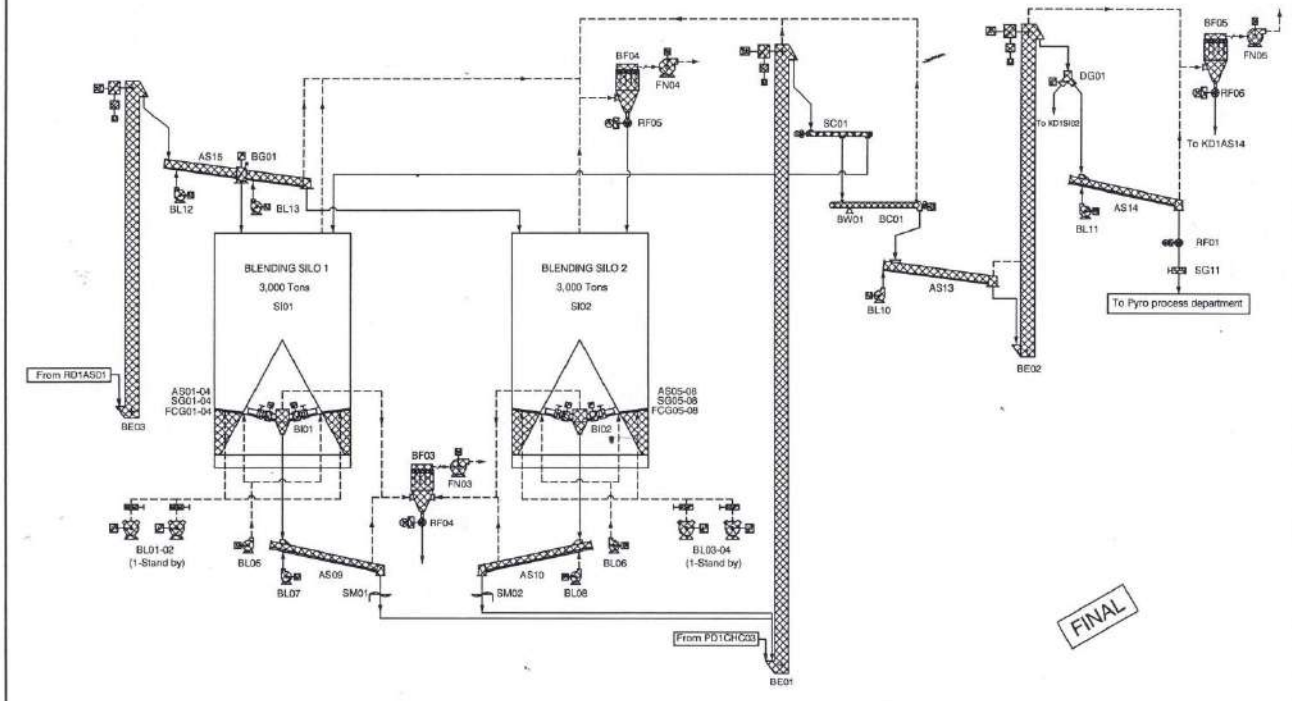 BF04
FN04
RF05
AS15
BG01
BL12
BL13
BLENDING SILO 1
3,000 Tons
SI01
BLENDING SILO 2
3,000 Tons
SI02
From RD1AS01
BE03
AS01-04
SG01-04
FCG01-04
BI01
AS05-08
SG05-08
FCG05-08
BI02
BF03
FN03
RF04
BL01-02
(1-Stand by)
BL05
BL07
AS09
SM01
AS10
SM02
BL08
BL06
BL03-04
(1-Stand by)
From PD1CHC03
BE01
SC01
BW01
BC01
BL10
AS13
BE02
DG01
To KD1SI02
BF05
FN05
RF06
To KD1AS14
BL11
AS14
RF01
SG11
To Pyro process department
FINAL